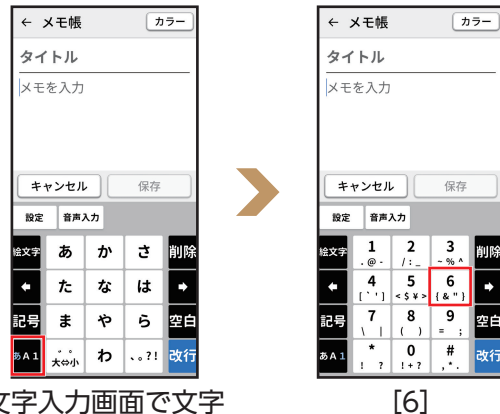 ← メモ帳 カラー
タイトル
メモを入力
キャンセル 保存
設定 音声入力
絵文字 あ か さ 削除
← た な は →
記号 ま や ら 空白
あA1 大⇔小 わ 、。?! 改行
文字入力画面で文字
← メモ帳 カラー
タイトル
メモを入力
キャンセル 保存
設定 音声入力
絵文字 1 2 3 削除
. @ - / : _ ~ % ^
← 4 5 6 →
[ ` ' ] < $ ¥ > { & " }
記号 7 8 9 空白
\ | ( ) = ;
あA1 * 0 # 改行
! ? ! + ? , * .
[6]